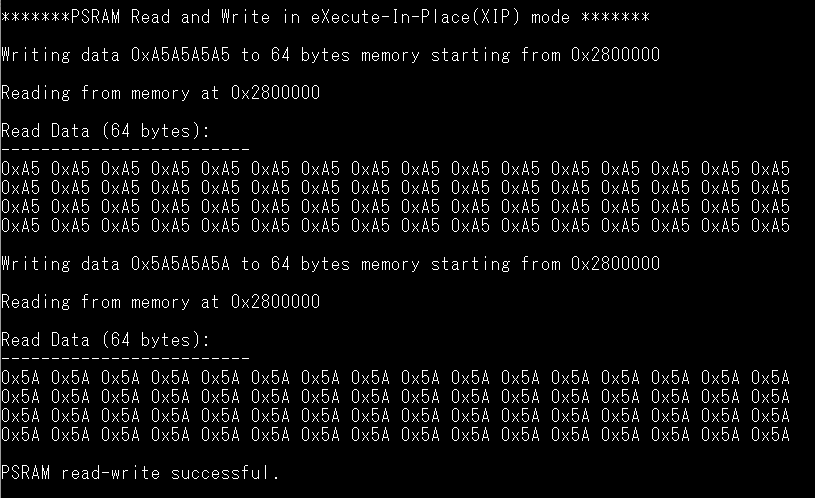 *******PSRAM Read and Write in eXecute-In-Place(XIP) mode *******
Writing data 0xA5A5A5A5 to 64 bytes memory starting from 0x2800000
Reading from memory at 0x2800000
Read Data (64 bytes):
-------------------------
0xA5 0xA5 0xA5 0xA5 0xA5 0xA5 0xA5 0xA5 0xA5 0xA5 0xA5 0xA5 0xA5 0xA5 0xA5 0xA5
0xA5 0xA5 0xA5 0xA5 0xA5 0xA5 0xA5 0xA5 0xA5 0xA5 0xA5 0xA5 0xA5 0xA5 0xA5 0xA5
0xA5 0xA5 0xA5 0xA5 0xA5 0xA5 0xA5 0xA5 0xA5 0xA5 0xA5 0xA5 0xA5 0xA5 0xA5 0xA5
0xA5 0xA5 0xA5 0xA5 0xA5 0xA5 0xA5 0xA5 0xA5 0xA5 0xA5 0xA5 0xA5 0xA5 0xA5 0xA5
Writing data 0x5A5A5A5A to 64 bytes memory starting from 0x2800000
Reading from memory at 0x2800000
Read Data (64 bytes):
-------------------------
0x5A 0x5A 0x5A 0x5A 0x5A 0x5A 0x5A 0x5A 0x5A 0x5A 0x5A 0x5A 0x5A 0x5A 0x5A 0x5A
0x5A 0x5A 0x5A 0x5A 0x5A 0x5A 0x5A 0x5A 0x5A 0x5A 0x5A 0x5A 0x5A 0x5A 0x5A 0x5A
0x5A 0x5A 0x5A 0x5A 0x5A 0x5A 0x5A 0x5A 0x5A 0x5A 0x5A 0x5A 0x5A 0x5A 0x5A 0x5A
0x5A 0x5A 0x5A 0x5A 0x5A 0x5A 0x5A 0x5A 0x5A 0x5A 0x5A 0x5A 0x5A 0x5A 0x5A 0x5A
PSRAM read-write successful.